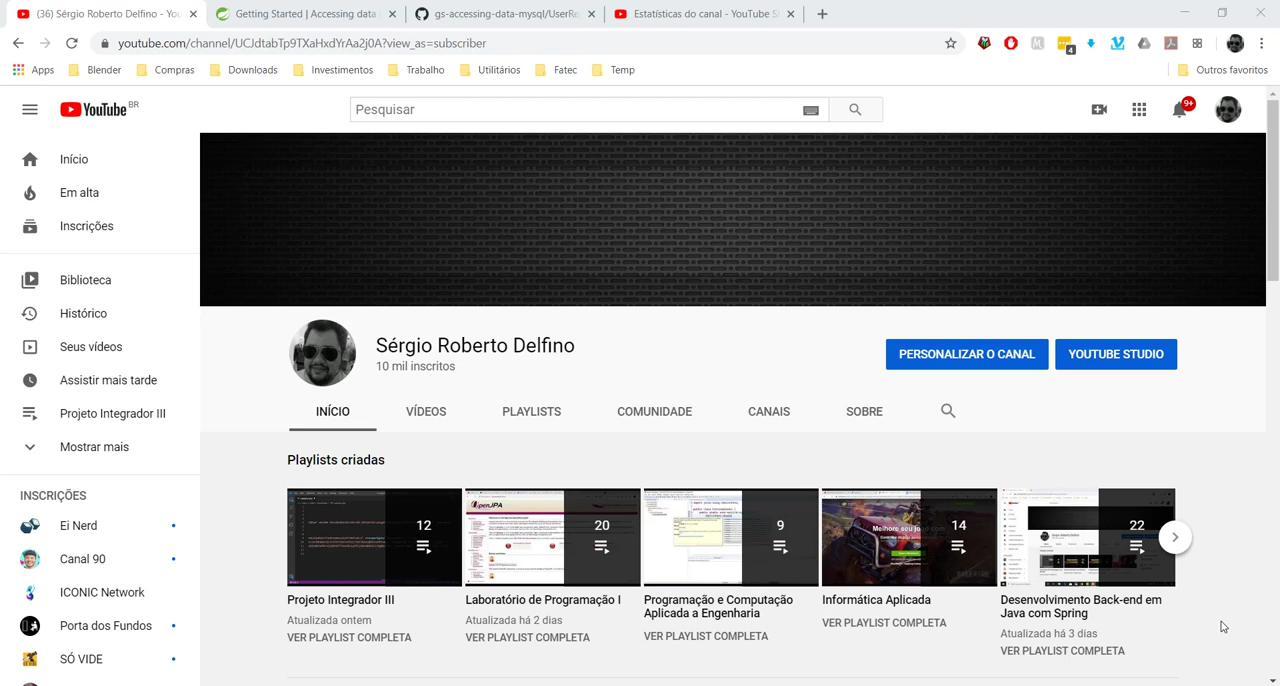 (36) Sérgio Roberto Delfino - You
Getting Started | Accessing data
gs-accessing-data-mysql/UserRe
Estatísticas do canal - YouTube S
youtube.com/channel/UCJdtabTp9TXaHxdYrAa2j0A?view_as=subscriber
4
Apps
Blender
Compras
Downloads
Investimentos
Trabalho
Utilitários
Fatec
Temp
Outros favoritos
YouTube BR
Pesquisar
9+
Início
Em alta
Inscrições
Biblioteca
Histórico
Seus vídeos
Assistir mais tarde
Projeto Integrador III
Mostrar mais
INSCRIÇÕES
Ei Nerd
Canal 90
ICONIC Network
Porta dos Fundos
SÓ VIDE
Sérgio Roberto Delfino
10 mil inscritos
PERSONALIZAR O CANAL
YOUTUBE STUDIO
INÍCIO
VÍDEOS
PLAYLISTS
COMUNIDADE
CANAIS
SOBRE
Playlists criadas
12
Projeto Integrador III
Atualizada ontem
VER PLAYLIST COMPLETA
20
Laboratório de Programação I
Atualizada há 2 dias
VER PLAYLIST COMPLETA
9
Programação e Computação
Aplicada a Engenharia
VER PLAYLIST COMPLETA
14
Informática Aplicada
VER PLAYLIST COMPLETA
22
Desenvolvimento Back-end em
Java com Spring
Atualizada há 3 dias
VER PLAYLIST COMPLETA